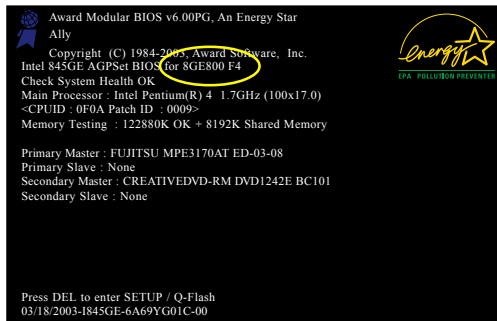 Award Modular BIOS v6.00PG, An Energy Star
Ally
Copyright (C) 1984-2003, Award Software, Inc.
Intel 845GE AGPSet BIOS for 8GE800 F4
Check System Health OK
Main Processor : Intel Pentium(R) 4 1.7GHz (100x17.0)
<CPUID : 0F0A Patch ID : 0009>
Memory Testing : 122880K OK + 8192K Shared Memory
Primary Master : FUJITSU MPE3170AT ED-03-08
Primary Slave : None
Secondary Master : CREATIVEDVD-RM DVD1242E BC101
Secondary Slave : None
Press DEL to enter SETUP / Q-Flash
03/18/2003-I845GE-6A69YG01C-00
energy
EPA POLLUTION PREVENTER